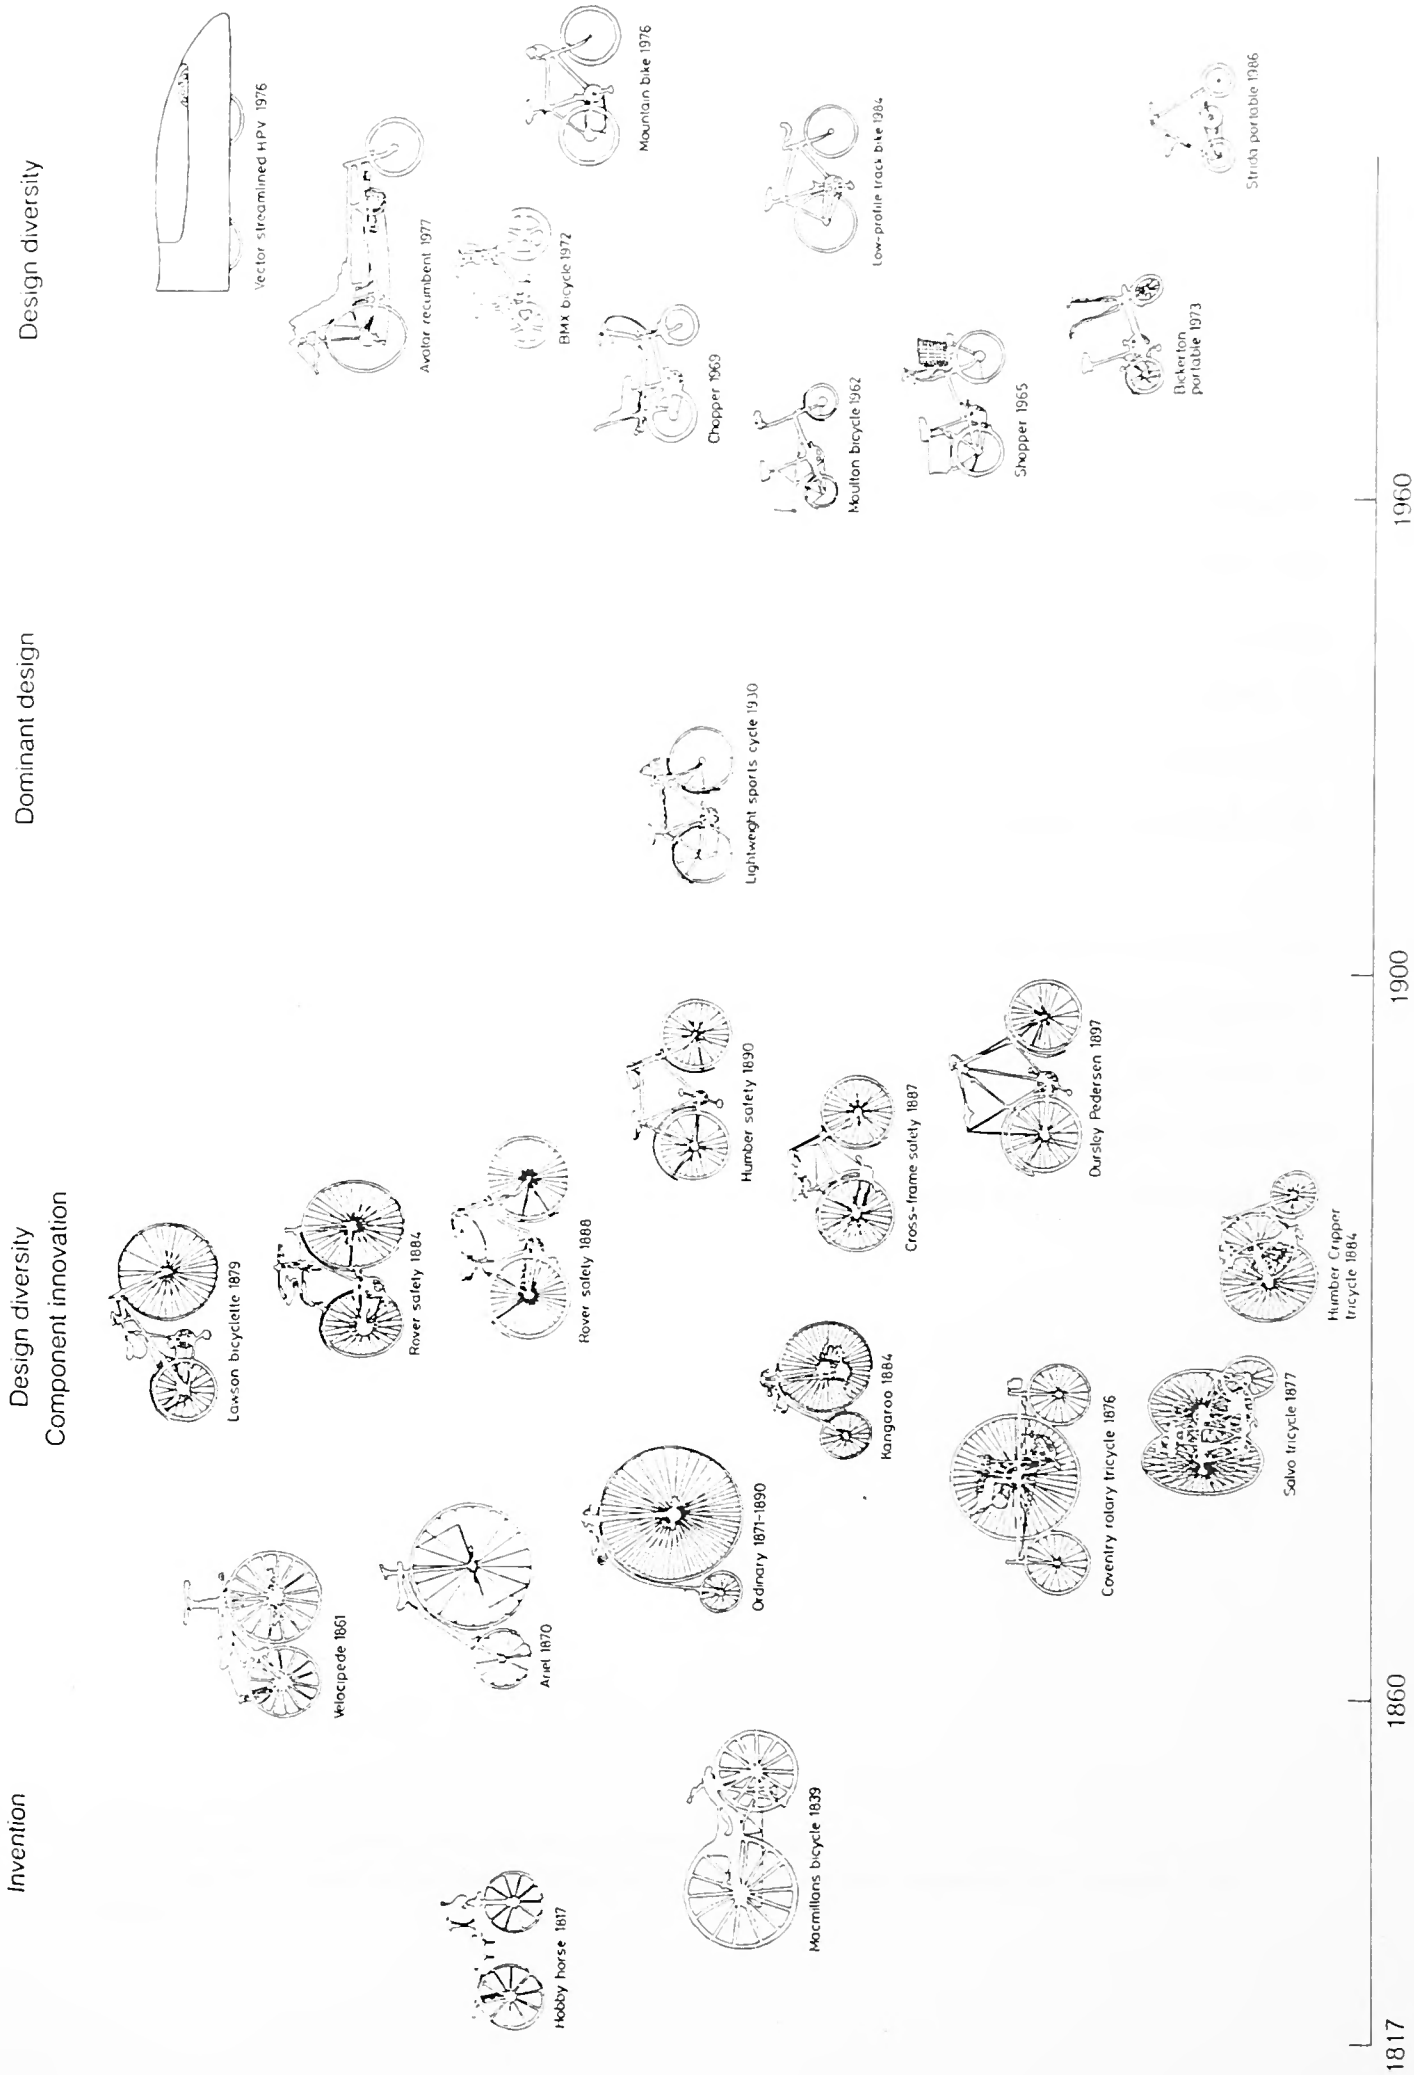 Invention
Design diversity
Component innovation
Dominant design
Design diversity
Hobby horse 1817
Macmillans bicycle 1839
Velocipede 1861
Ariel 1870
Ordinary 1871-1890
Kangaroo 1884
Coventry rotary tricycle 1876
Salvo tricycle 1877
Humber Cripper
tricycle 1884
Lawson bicyclette 1879
Rover safety 1884
Rover safety 1888
Humber safety 1890
Cross-frame safety 1887
Dursley Pedersen 1897
Lightweight sports cycle 1930
Vector streamlined HPV 1976
Avatar recumbent 1977
Mountain bike 1976
BMX bicycle 1972
Chopper 1969
Low-profile track bike 1984
Moulton bicycle 1962
Shopper 1965
Bickerton
portable 1973
Strida portable 1986
1817
1860
1900
1960